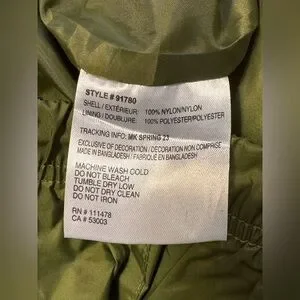 STYLE # 91780
SHELL / EXTÉRIEUR: 100% NYLON/NYLON
LINING / DOUBLURE: 100% POLYESTER/POLYESTER
TRACKING INFO: MK SPRING 23
EXCLUSIVE OF DECORATION / DECORATION NON COMPRISE
MADE IN BANGLADESH / FABRIQUÉ EN BANGLADESH
MACHINE WASH COLD
DO NOT BLEACH
TUMBLE DRY LOW
DO NOT DRY CLEAN
DO NOT IRON
RN # 111478
CA # 53003